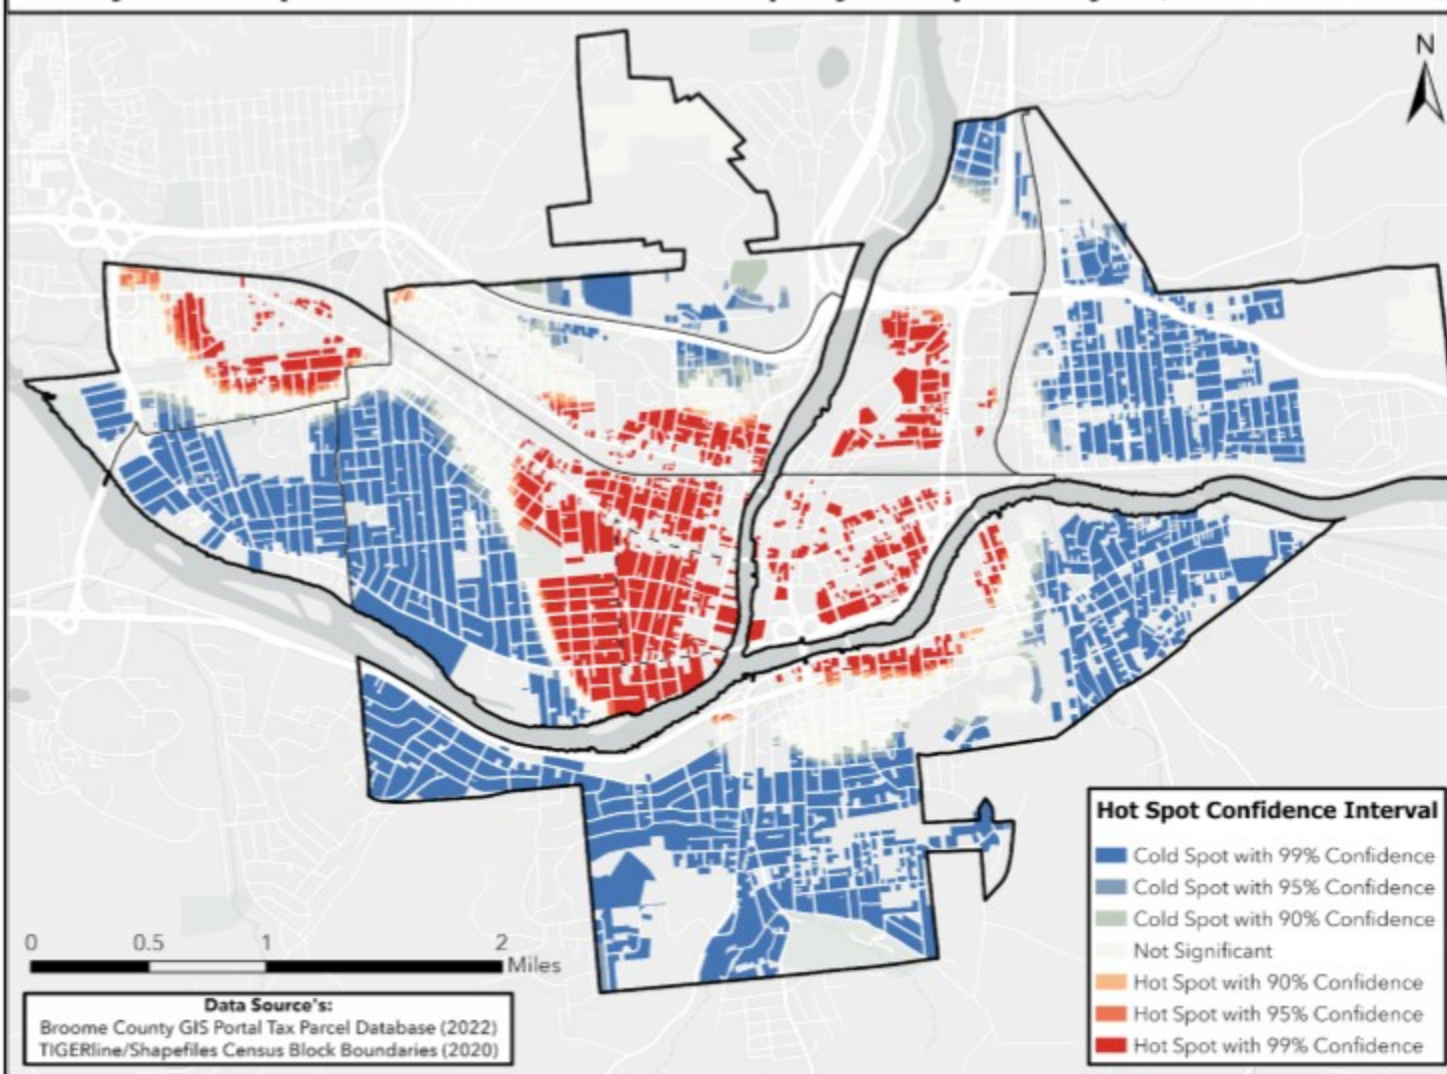 N
Hot Spot Confidence Interval
Cold Spot with 99% Confidence
Cold Spot with 95% Confidence
Cold Spot with 90% Confidence
Not Significant
Hot Spot with 90% Confidence
Hot Spot with 95% Confidence
Hot Spot with 99% Confidence
0 0.5 1 2
Miles
Data Source's:
Broome County GIS Portal Tax Parcel Database (2022)
TIGERline/Shapefiles Census Block Boundaries (2020)